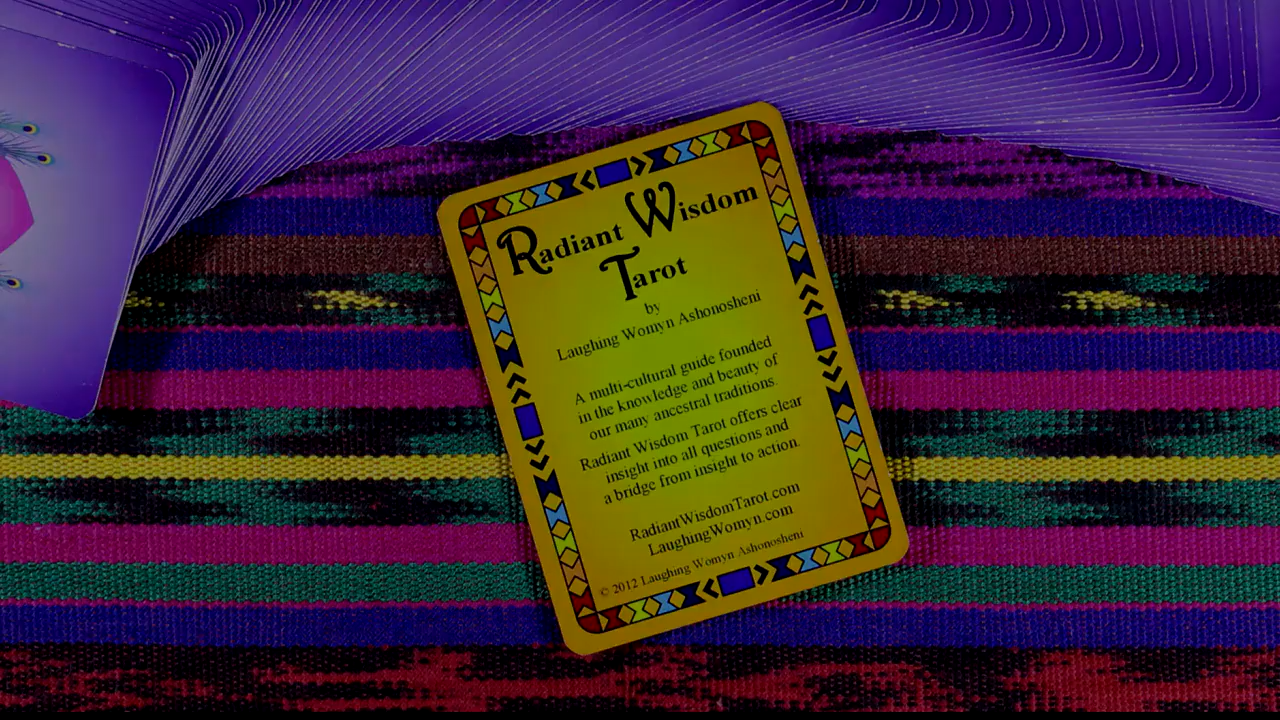 Radiant Wisdom
Tarot
by
Laughing Womyn Ashonosheni
A multi-cultural guide founded
in the knowledge and beauty of
our many ancestral traditions.
Radiant Wisdom Tarot offers clear
insight into all questions and
a bridge from insight to action.
RadiantWisdomTarot.com
LaughingWomyn.com
© 2012 Laughing Womyn Ashonosheni